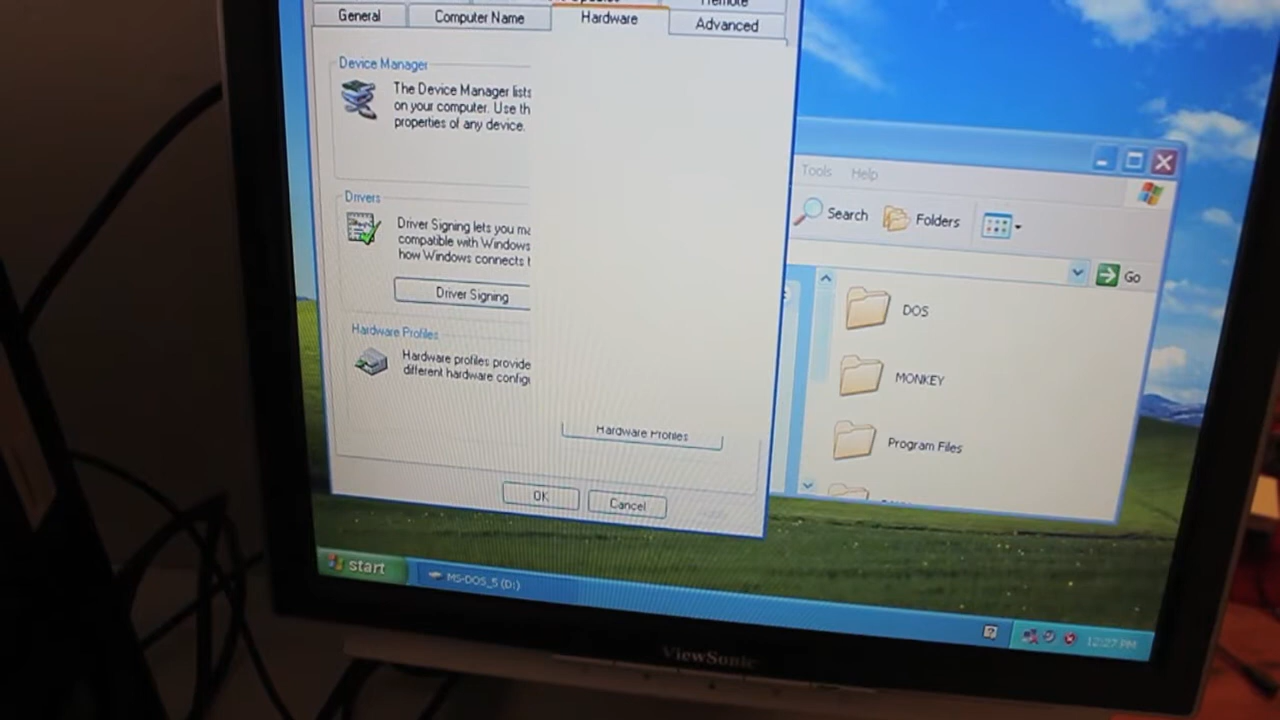 Remote
General
Computer Name
Hardware
Advanced
Device Manager
The Device Manager lists
on your computer. Use th
properties of any device.
Drivers
Driver Signing lets you ma
compatible with Windows
how Windows connects t
Driver Signing
Hardware Profiles
Hardware profiles provide
different hardware config
Hardware Profiles
OK
Cancel
Tools Help
Search
Folders
Go
DOS
MONKEY
Program Files
start
MS-DOS_5 (D:)
12:27 PM
ViewSonic